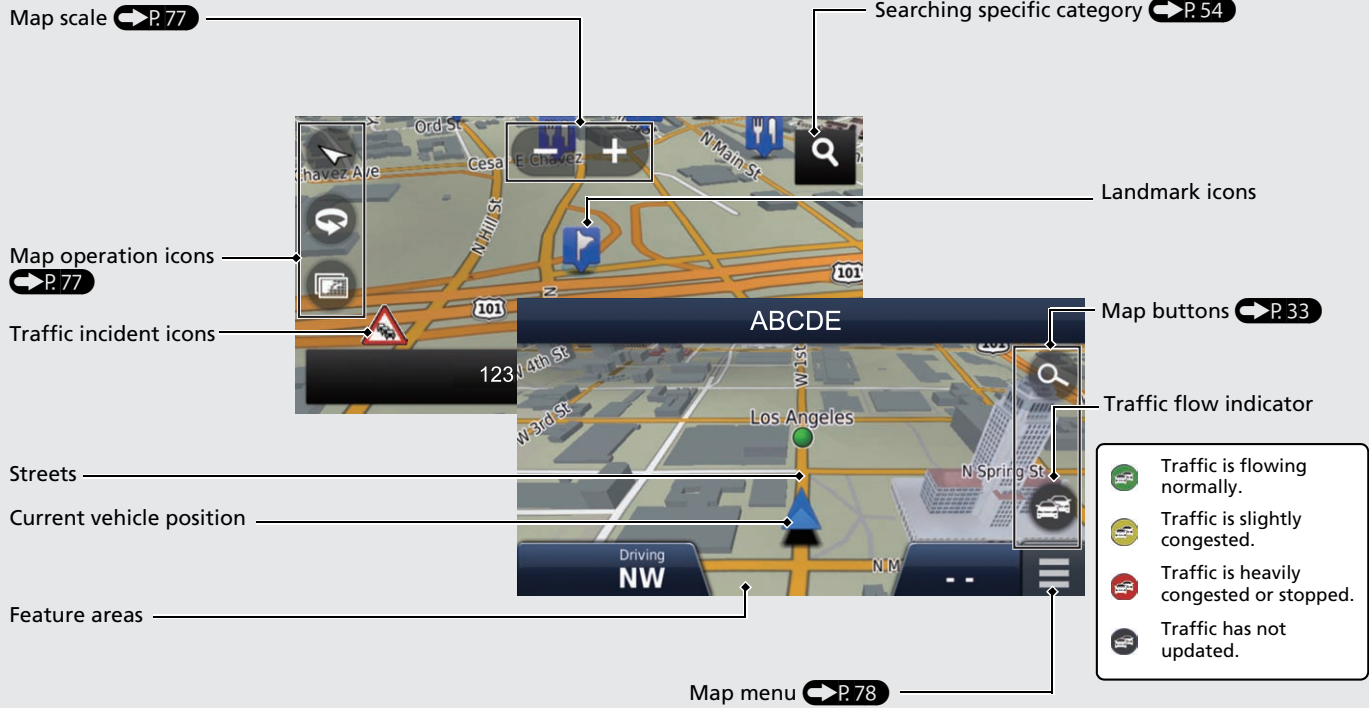 Map scale P. 77
Searching specific category P. 54
Ord St
Cesa E Chavez
N Main St
Chavez Ave
N Hill St
Landmark icons
Map operation icons
P. 77
101
101
N
Traffic incident icons
123
ABCDE
Map buttons P. 33
101
W 4th St
W 1st
W 3rd St
Los Angeles
Traffic flow indicator
Streets
N Spring St
Current vehicle position
Driving
NW
N M
- -
Feature areas
Traffic is flowing
normally.
Traffic is slightly
congested.
Traffic is heavily
congested or stopped.
Traffic has not
updated.
Map menu P. 78